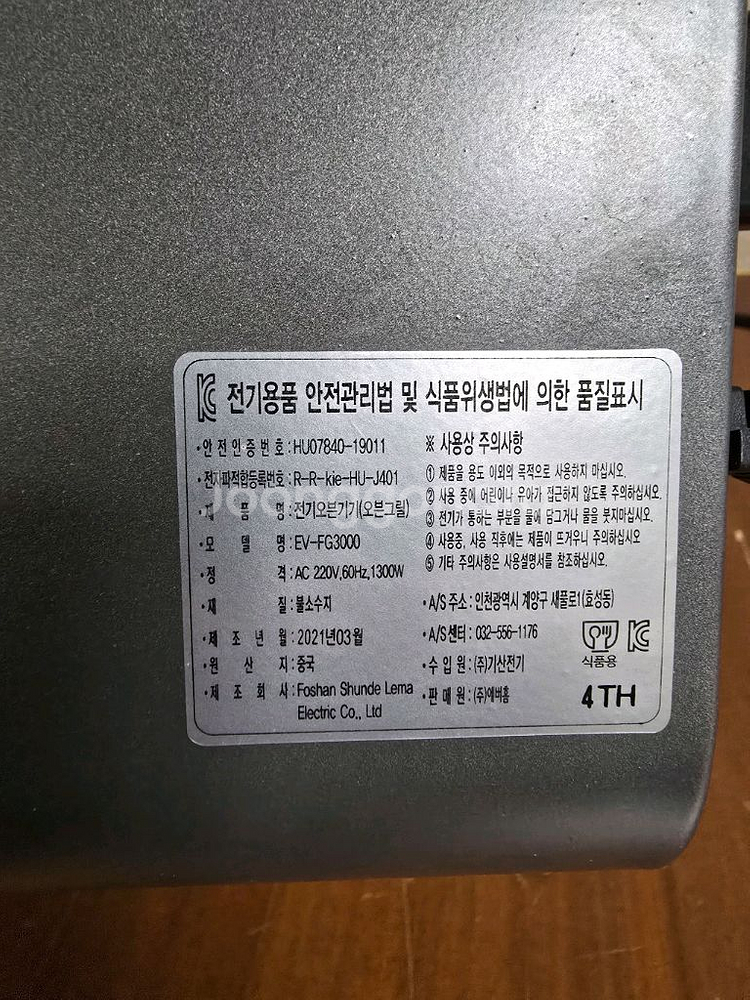 전기용품 안전관리법 및 식품위생법에 의한 품질표시
·안전인증번호 : HU07840-19011
·전자파적합등록번호 : R-R-kie-HU-J401
·제품명 : 전기오븐기기(오븐그릴)
·모델명 : EV-FG3000
·정격 : AC 220V,60Hz,1300W
·재질 : 불소수지
·제조년월 : 2021년03월
·원산지 : 중국
·제조회사 : Foshan Shunde Lema
Electric Co., Ltd
※ 사용상 주의사항
① 제품을 용도 이외의 목적으로 사용하지 마십시오.
② 사용 중에 어린이나 유아가 접근하지 않도록 주의하십시오.
③ 전기가 통하는 부분을 물에 담그거나 물을 붓지마십시오.
④ 사용중, 사용 직후에는 제품이 뜨거우니 주의하십시오
⑤ 기타 주의사항은 사용설명서를 참조하십시오.
·A/S주소 : 인천광역시 계양구 새풀로1(효성동)
·A/S센터 : 032-556-1176
·수입원 : (주)기산전기
·판매원 : (주)에버홈
식품용
4TH